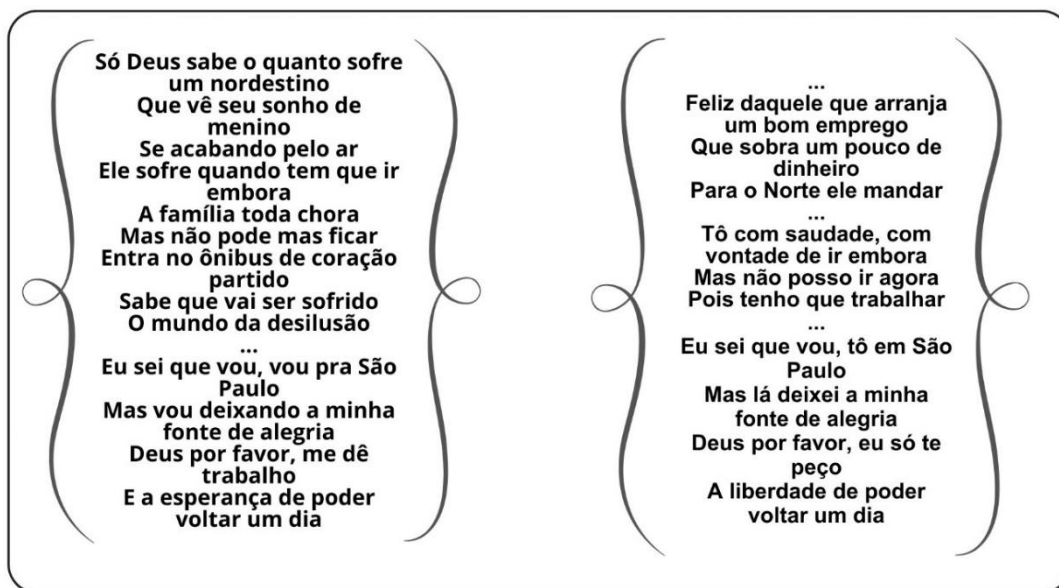 Só Deus sabe o quanto sofre
um nordestino
Que vê seu sonho de
menino
Se acabando pelo ar
Ele sofre quando tem que ir
embora
A família toda chora
Mas não pode mas ficar
Entra no ônibus de coração
partido
Sabe que vai ser sofrido
O mundo da desilusão
...
Eu sei que vou, vou pra São
Paulo
Mas vou deixando a minha
fonte de alegria
Deus por favor, me dê
trabalho
E a esperança de poder
voltar um dia
...
Feliz daquele que arranja
um bom emprego
Que sobra um pouco de
dinheiro
Para o Norte ele mandar
...
Tô com saudade, com
vontade de ir embora
Mas não posso ir agora
Pois tenho que trabalhar
...
Eu sei que vou, tô em São
Paulo
Mas lá deixei a minha
fonte de alegria
Deus por favor, eu só te
peço
A liberdade de poder
voltar um dia